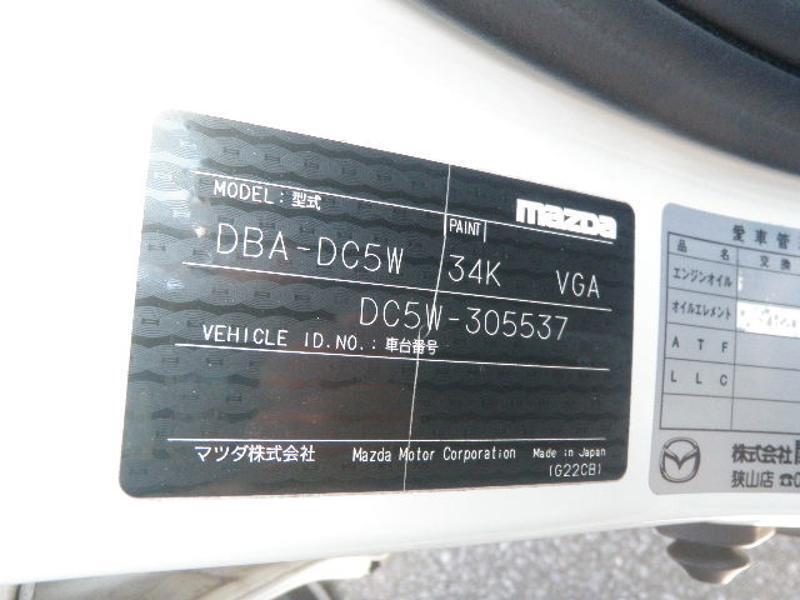 MODEL : 型式
mazda
PAINT
DBA-DC5W 34K VGA
DC5W-305537
VEHICLE ID.NO. : 車台番号
マツダ株式会社 Mazda Motor Corporation Made in Japan
(G22CB)
愛車管
品名 交換
エンジンオイル
オイルエレメント
ATF
LLC
株式会社
狭山店 ☎0